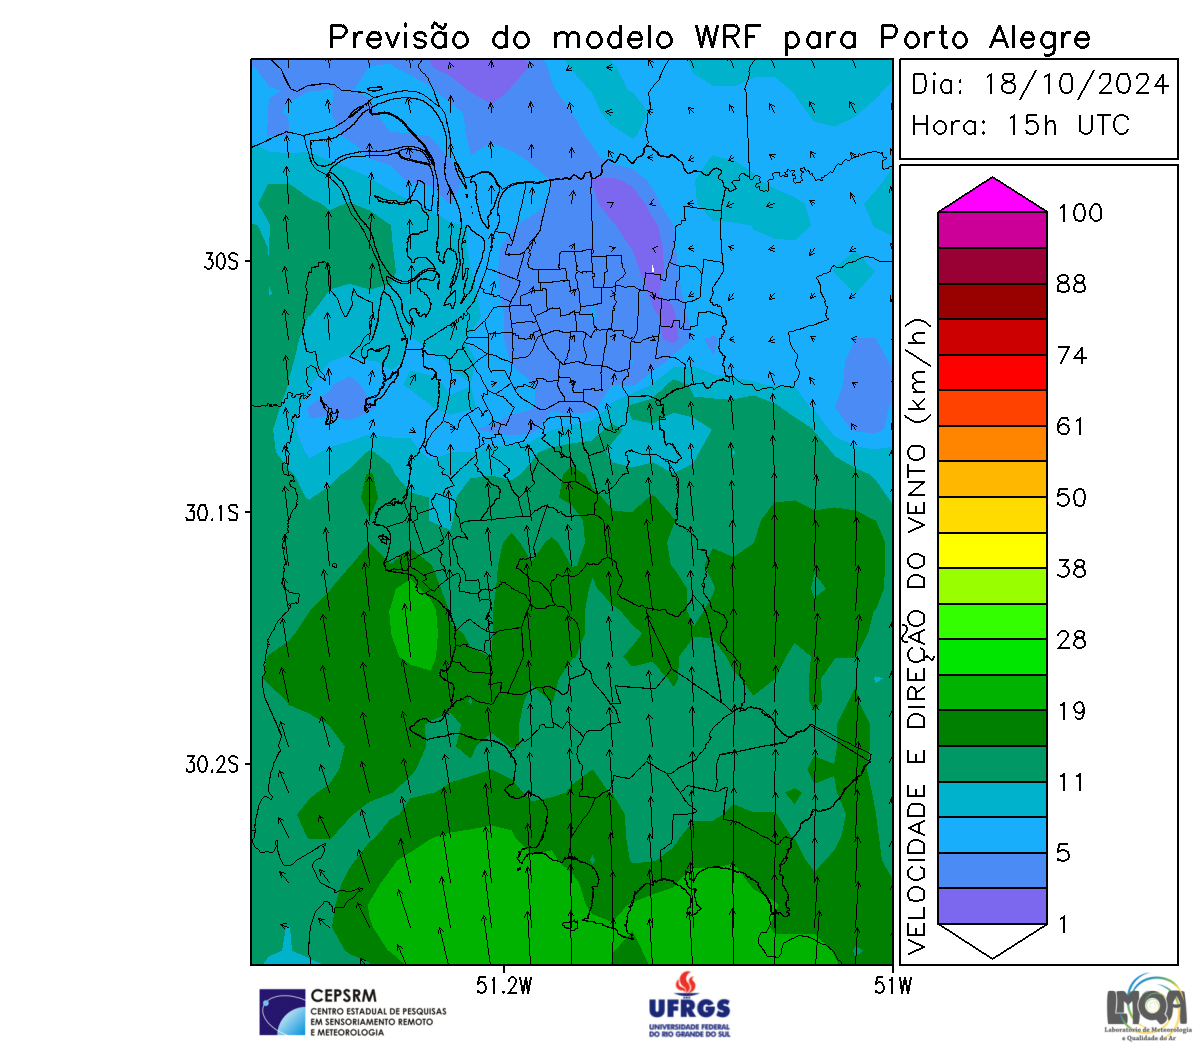 Previsão do modelo WRF para Porto Alegre
Dia: 18/10/2024
Hora: 15h UTC
30S
30.1S
30.2S
51.2W
51W
VELOCIDADE E DIREÇÃO DO VENTO (km/h)
100
88
74
61
50
38
28
19
11
5
1
CEPSRM
CENTRO ESTADUAL DE PESQUISAS
EM SENSORIAMENTO REMOTO
E METEOROLOGIA
UFRGS
UNIVERSIDADE FEDERAL
DO RIO GRANDE DO SUL
LMQA
Laboratório de Meteorologia
e Qualidade do Ar